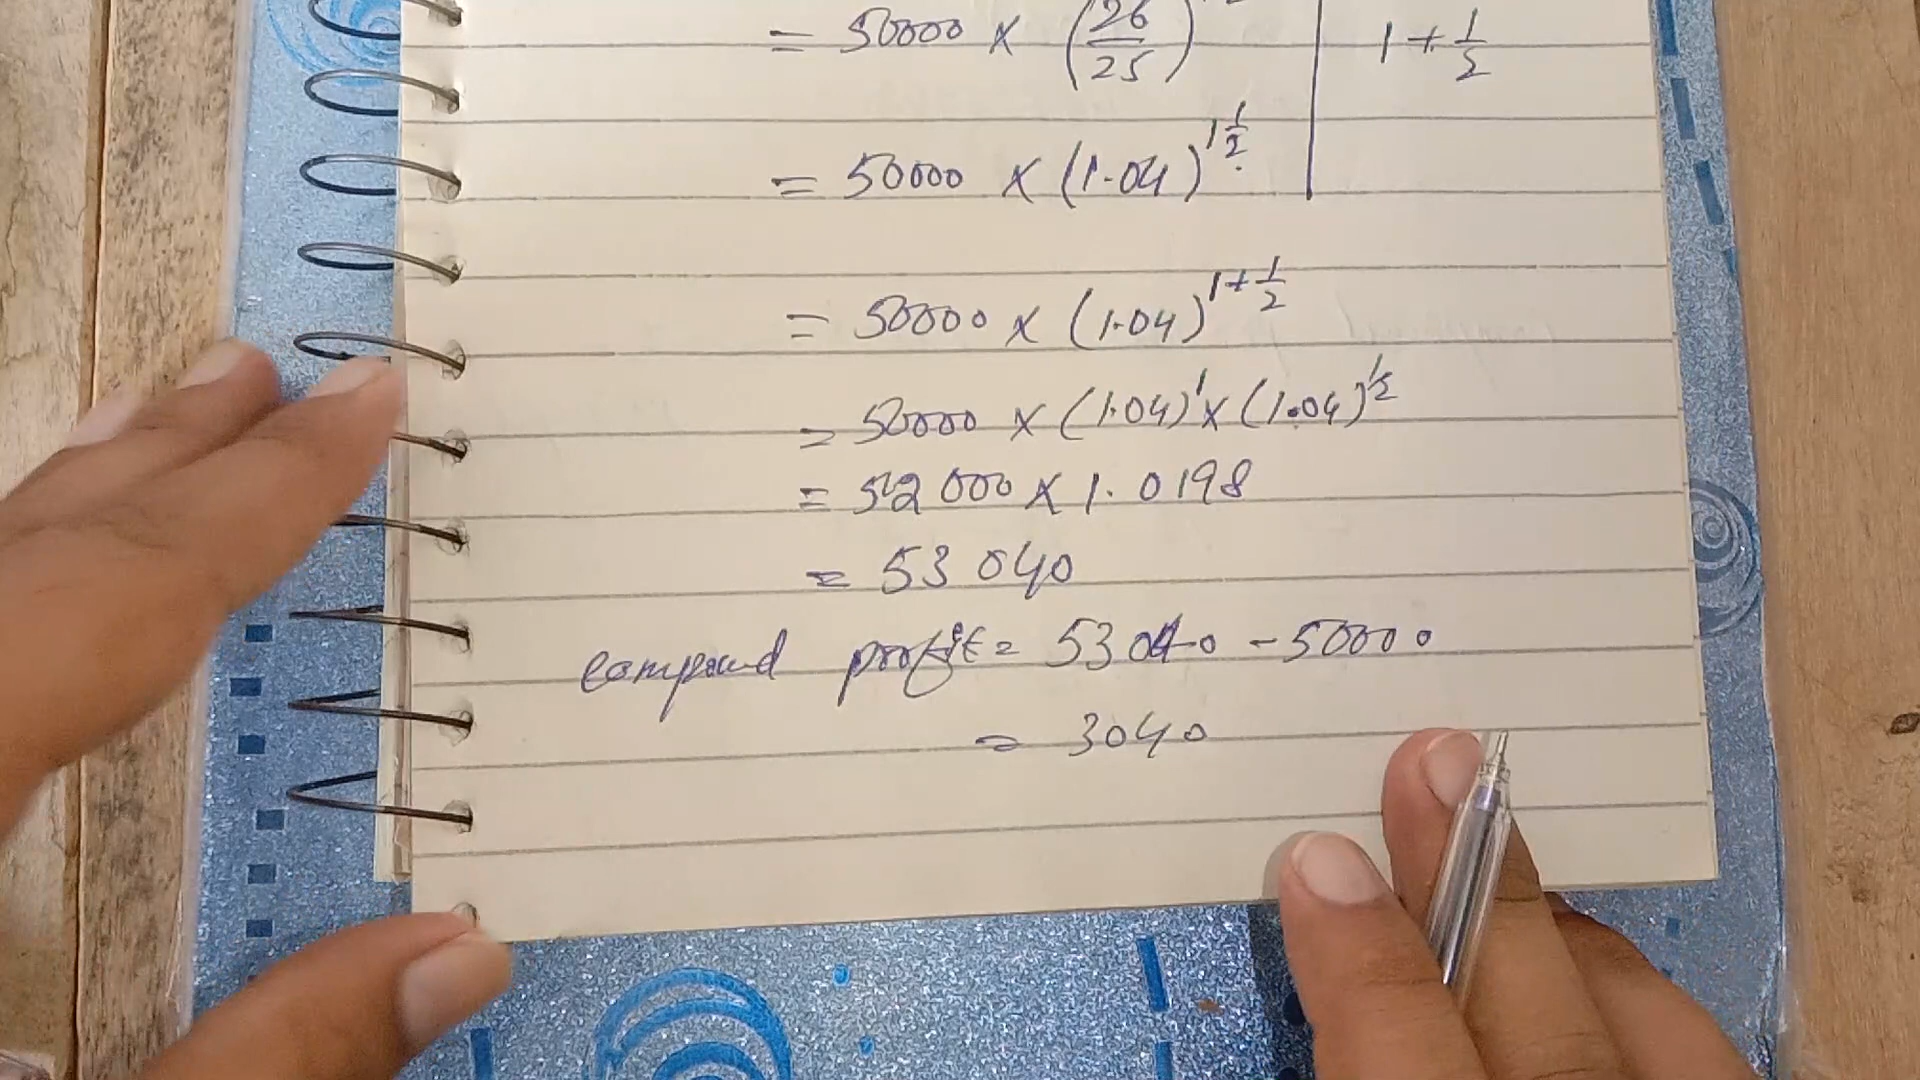 = 50000 × (26/25)
1 + 1/2
= 50000 × (1.04)^1 1/2
= 50000 × (1.04)^1+1/2
= 50000 × (1.04)^1 × (1.04)^1/2
= 52000 × 1.0198
= 53040
compound profit = 53040 - 50000
= 3040